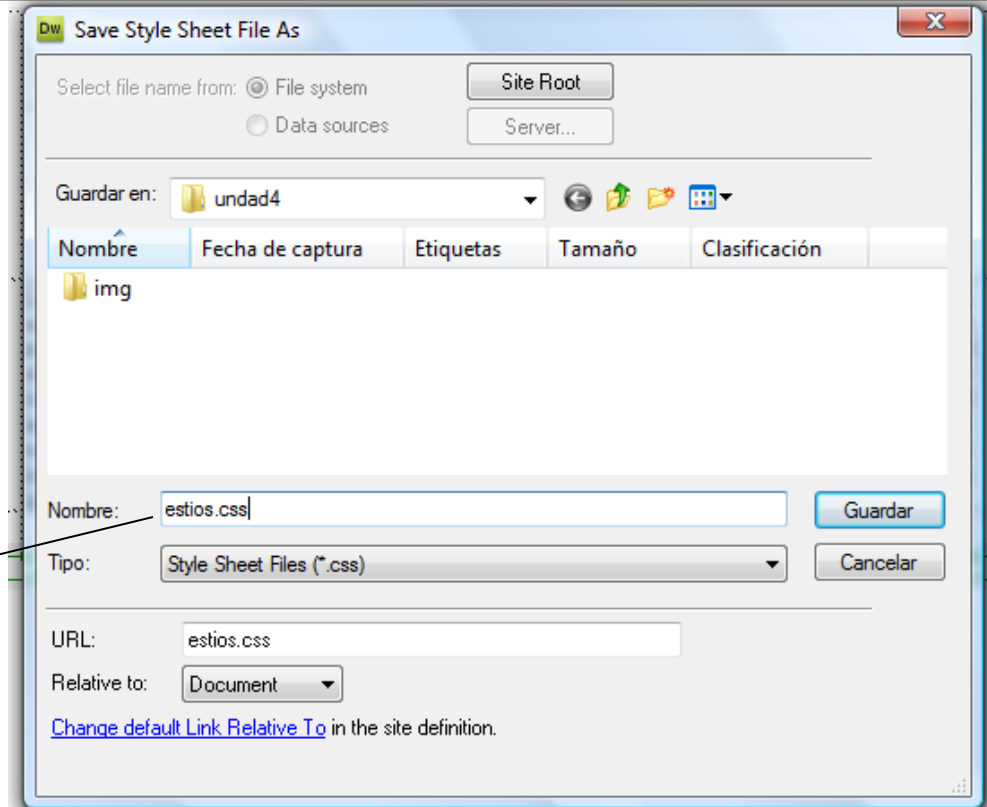 Dw Save Style Sheet File As
Select file name from: File system Site Root
Data sources Server...
Guardar en: undad4
Nombre Fecha de captura Etiquetas Tamaño Clasificación
img
Nombre: estios.css Guardar
Tipo: Style Sheet Files (*.css) Cancelar
URL: estios.css
Relative to: Document
Change default Link Relative To in the site definition.